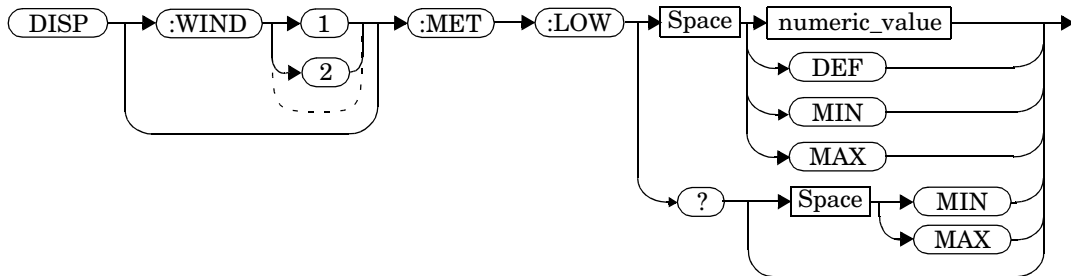 DISP :WIND 1 :MET :LOW Space numeric_value
2 DEF
MIN
MAX
? Space MIN
MAX